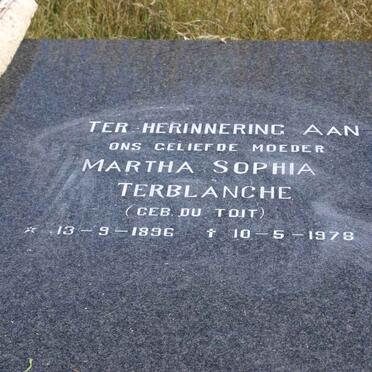 TER HERINNERING AAN
ONS GELIEFDE MOEDER
MARTHA SOPHIA
TERBLANCHE
(GEB. DU TOIT)
* 13-9-1896 † 10-5-1978